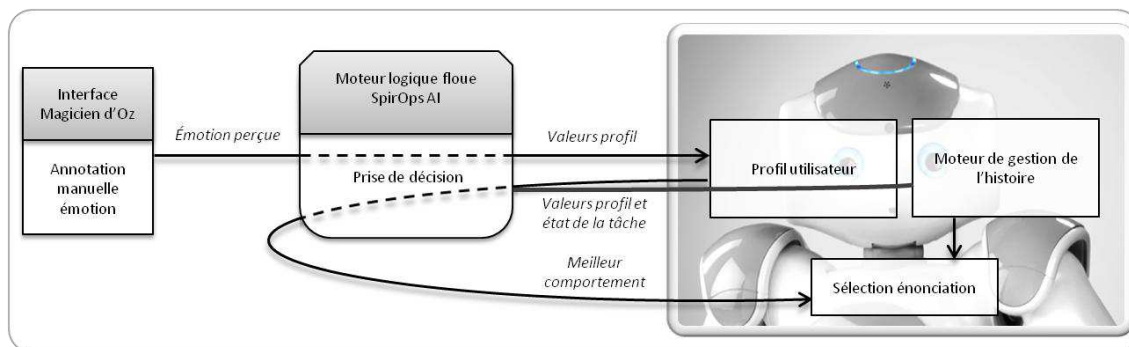 Interface
Magicien d'Oz
Annotation
manuelle
émotion
Émotion perçue
Moteur logique floue
SpirOps AI
Prise de décision
Valeurs profil
Valeurs profil et
état de la tâche
Meilleur
comportement
Profil utilisateur
Moteur de gestion de
l'histoire
Sélection énonciation